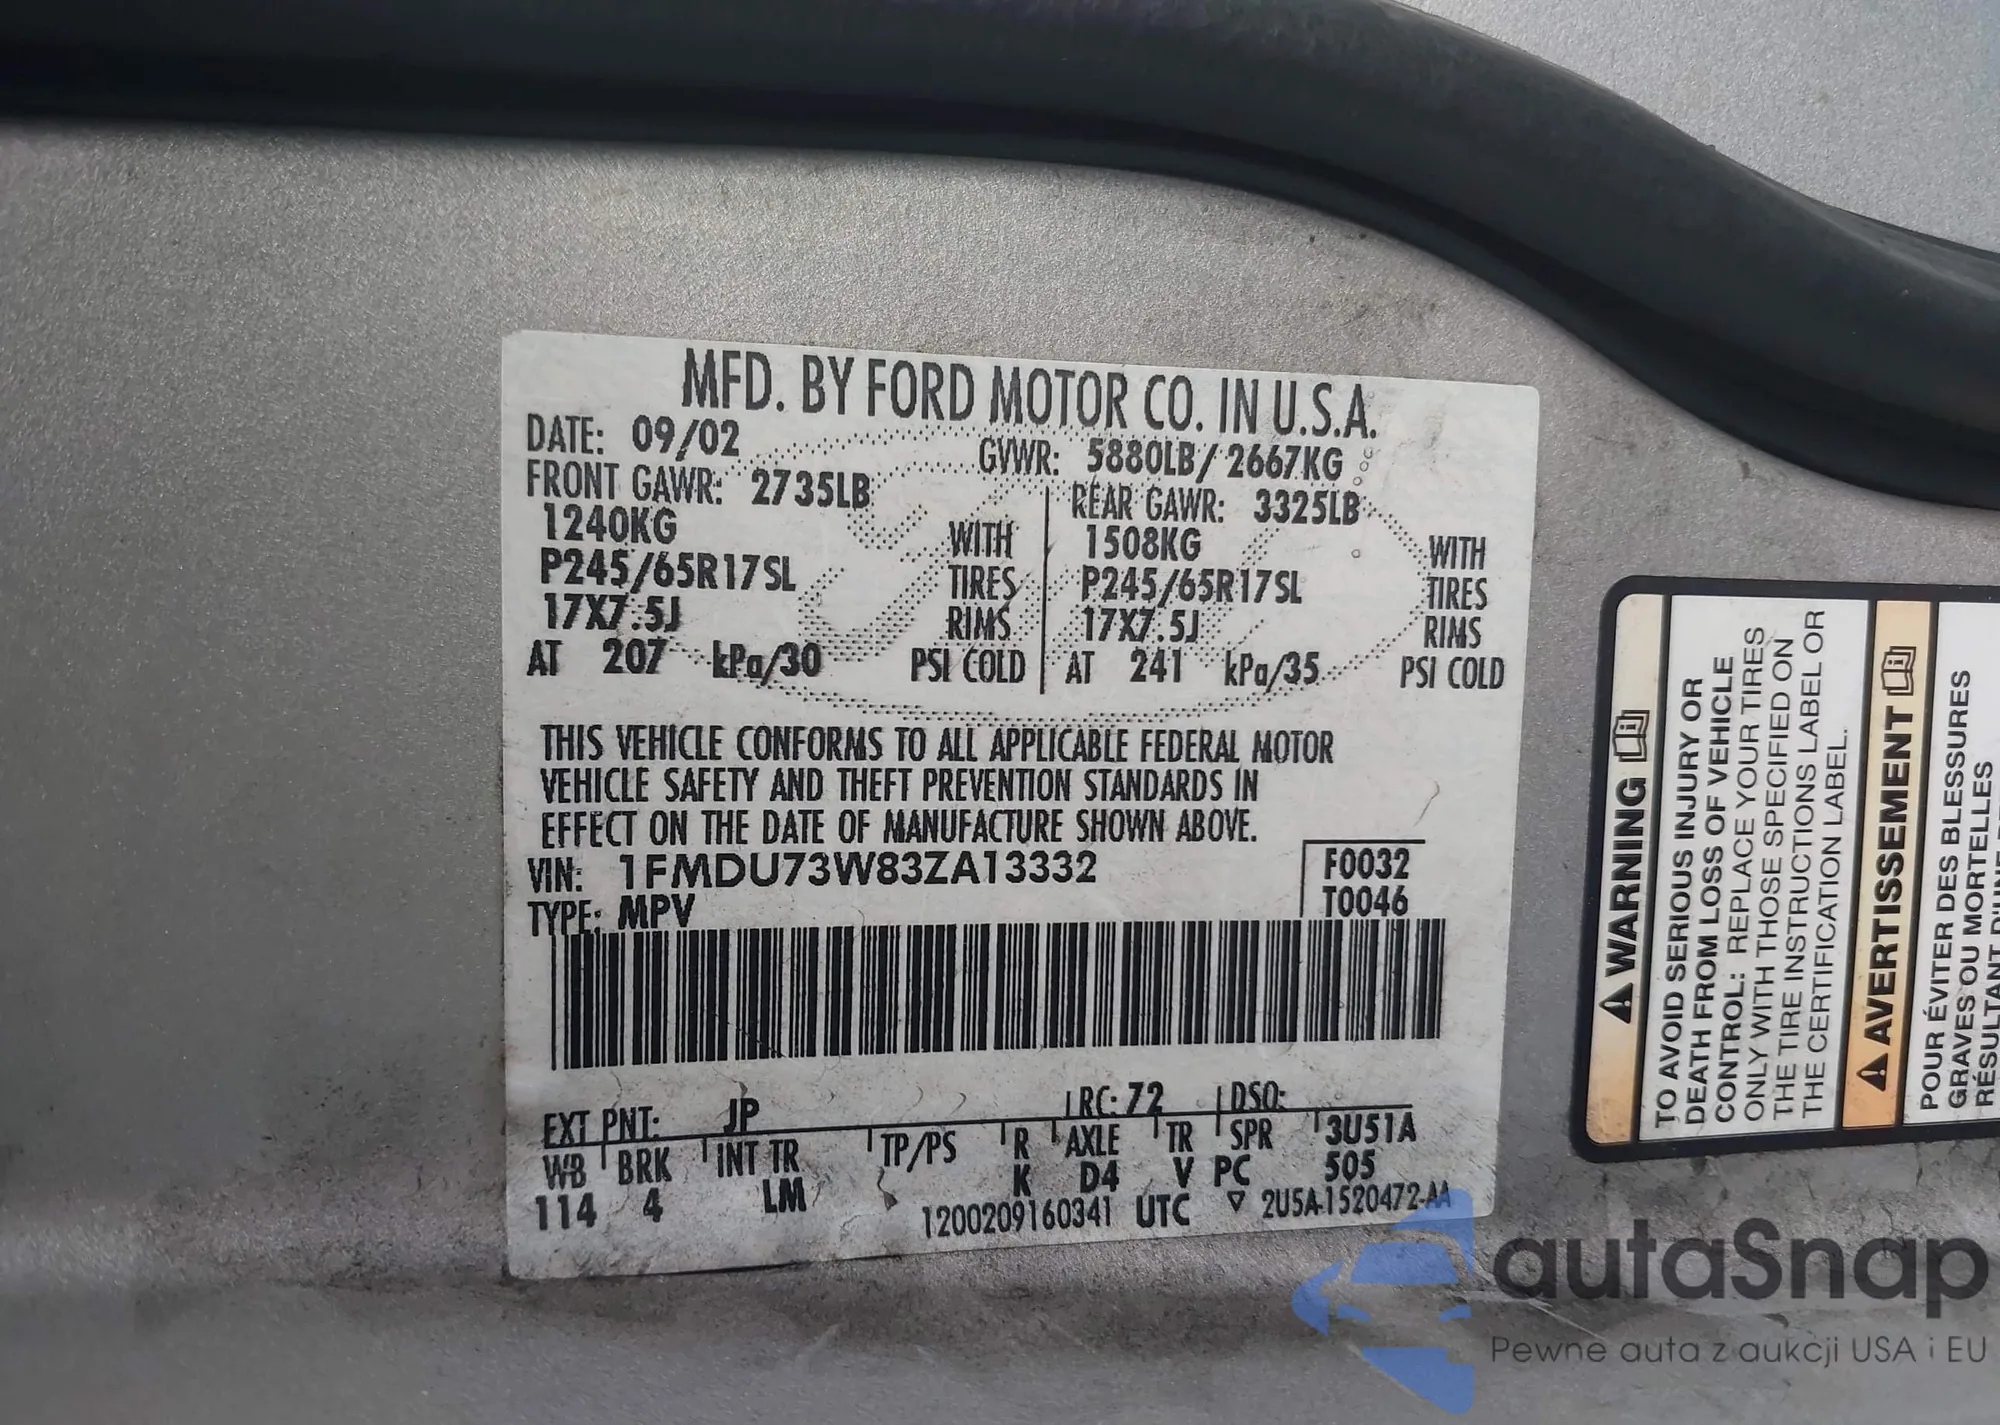 MFD. BY FORD MOTOR CO. IN U.S.A.
DATE: 09/02
GVWR: 5880LB/ 2667KG
FRONT GAWR: 2735LB
1240KG WITH
P245/65R17SL TIRES
17X7.5J RIMS
AT 207 kPa/30 PSI COLD
REAR GAWR: 3325LB
1508KG WITH
P245/65R17SL TIRES
17X7.5J RIMS
AT 241 kPa/35 PSI COLD
THIS VEHICLE CONFORMS TO ALL APPLICABLE FEDERAL MOTOR
VEHICLE SAFETY AND THEFT PREVENTION STANDARDS IN
EFFECT ON THE DATE OF MANUFACTURE SHOWN ABOVE.
VIN: 1FMDU73W83ZA13332
TYPE: MPV
F0032
T0046
EXT PNT: JP RC: 72 DSO:
WB BRK INT TR TP/PS R AXLE TR SPR 3U51A
114 4 LM K D4 V PC 505
1200209160341 UTC ▽ 2U5A-1520472-AA
⚠ WARNING
TO AVOID SERIOUS INJURY OR
DEATH FROM LOSS OF VEHICLE
CONTROL: REPLACE YOUR TIRES
ONLY WITH THOSE SPECIFIED ON
THE TIRE INSTRUCTIONS LABEL OR
THE CERTIFICATION LABEL.
⚠ AVERTISSEMENT
POUR ÉVITER DES BLESSURES
GRAVES OU MORTELLES
RÉSULTANT D'UNE
autaSnap
Pewne auta z aukcji USA i EU